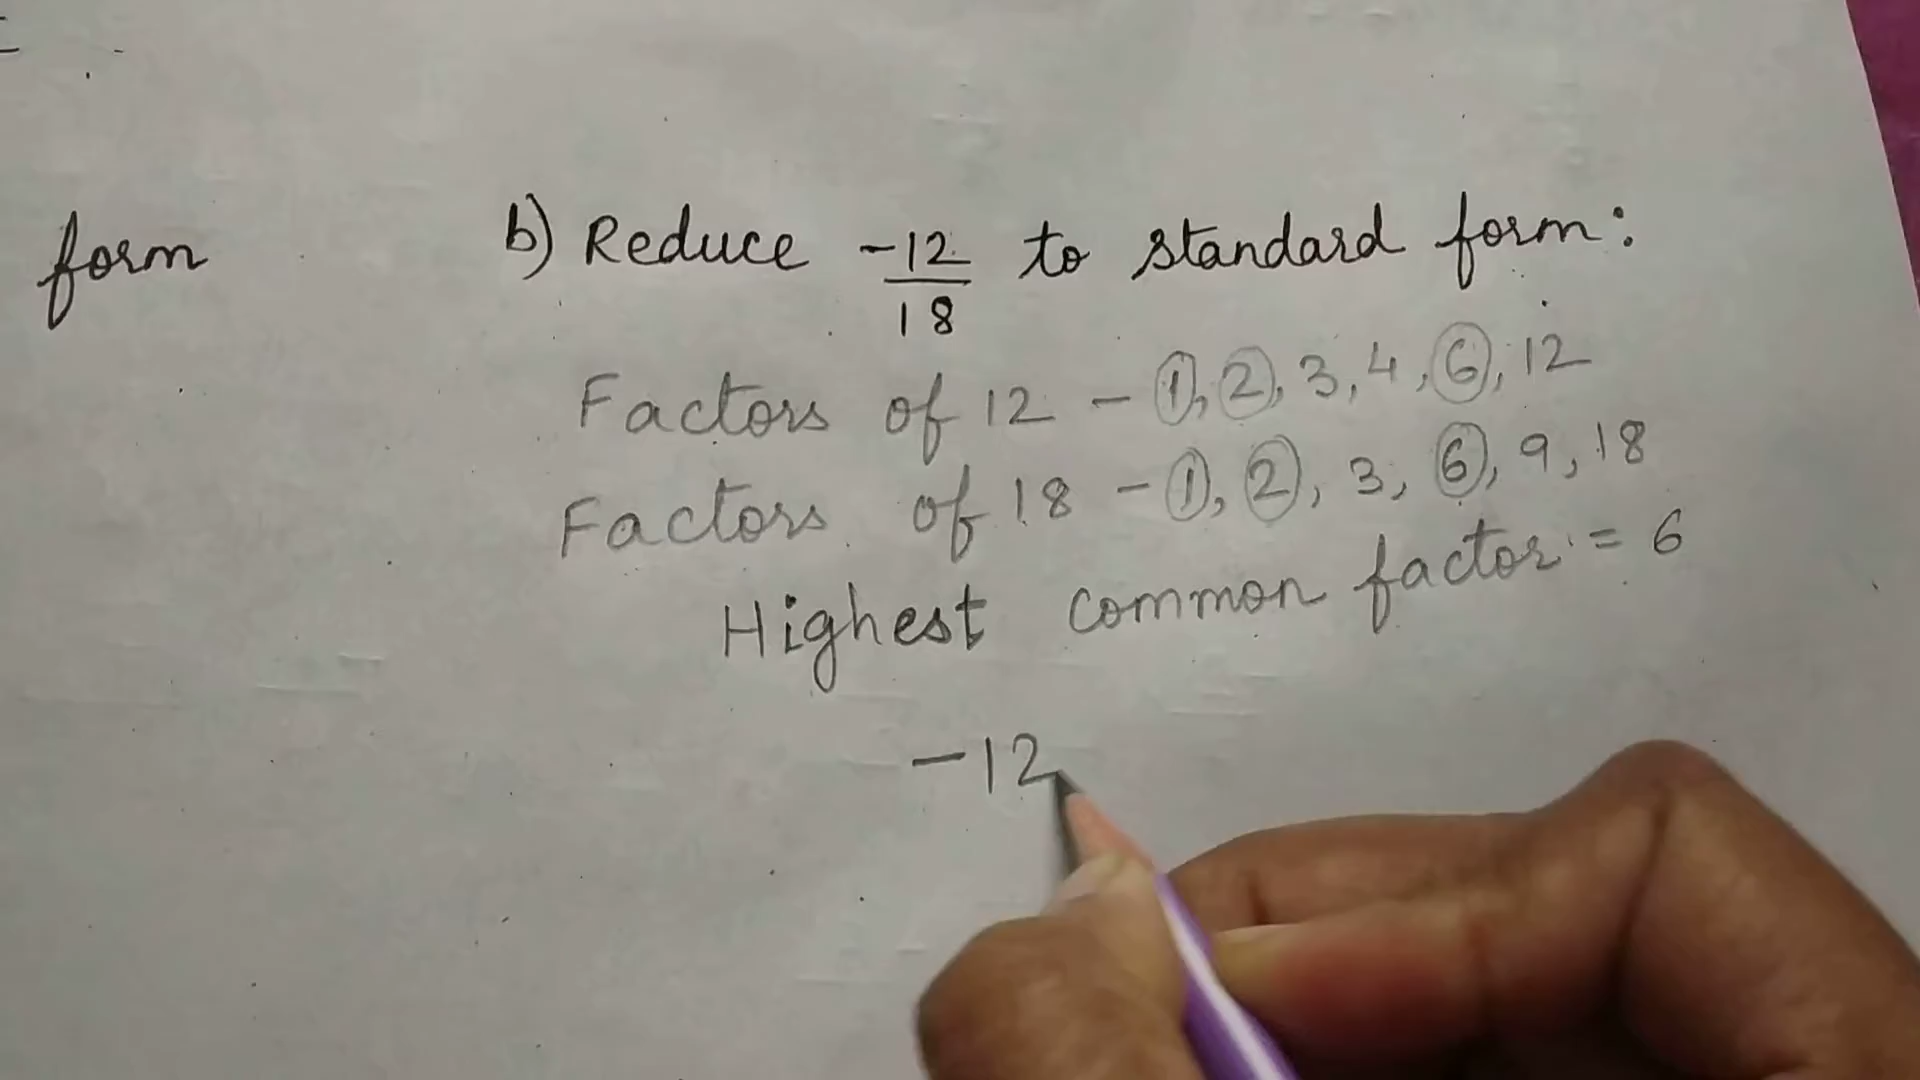 form
b) Reduce -12/18 to standard form:
Factors of 12 - 1, 2, 3, 4, 6, 12
Factors of 18 - 1, 2, 3, 6, 9, 18
Highest common factor = 6
-12